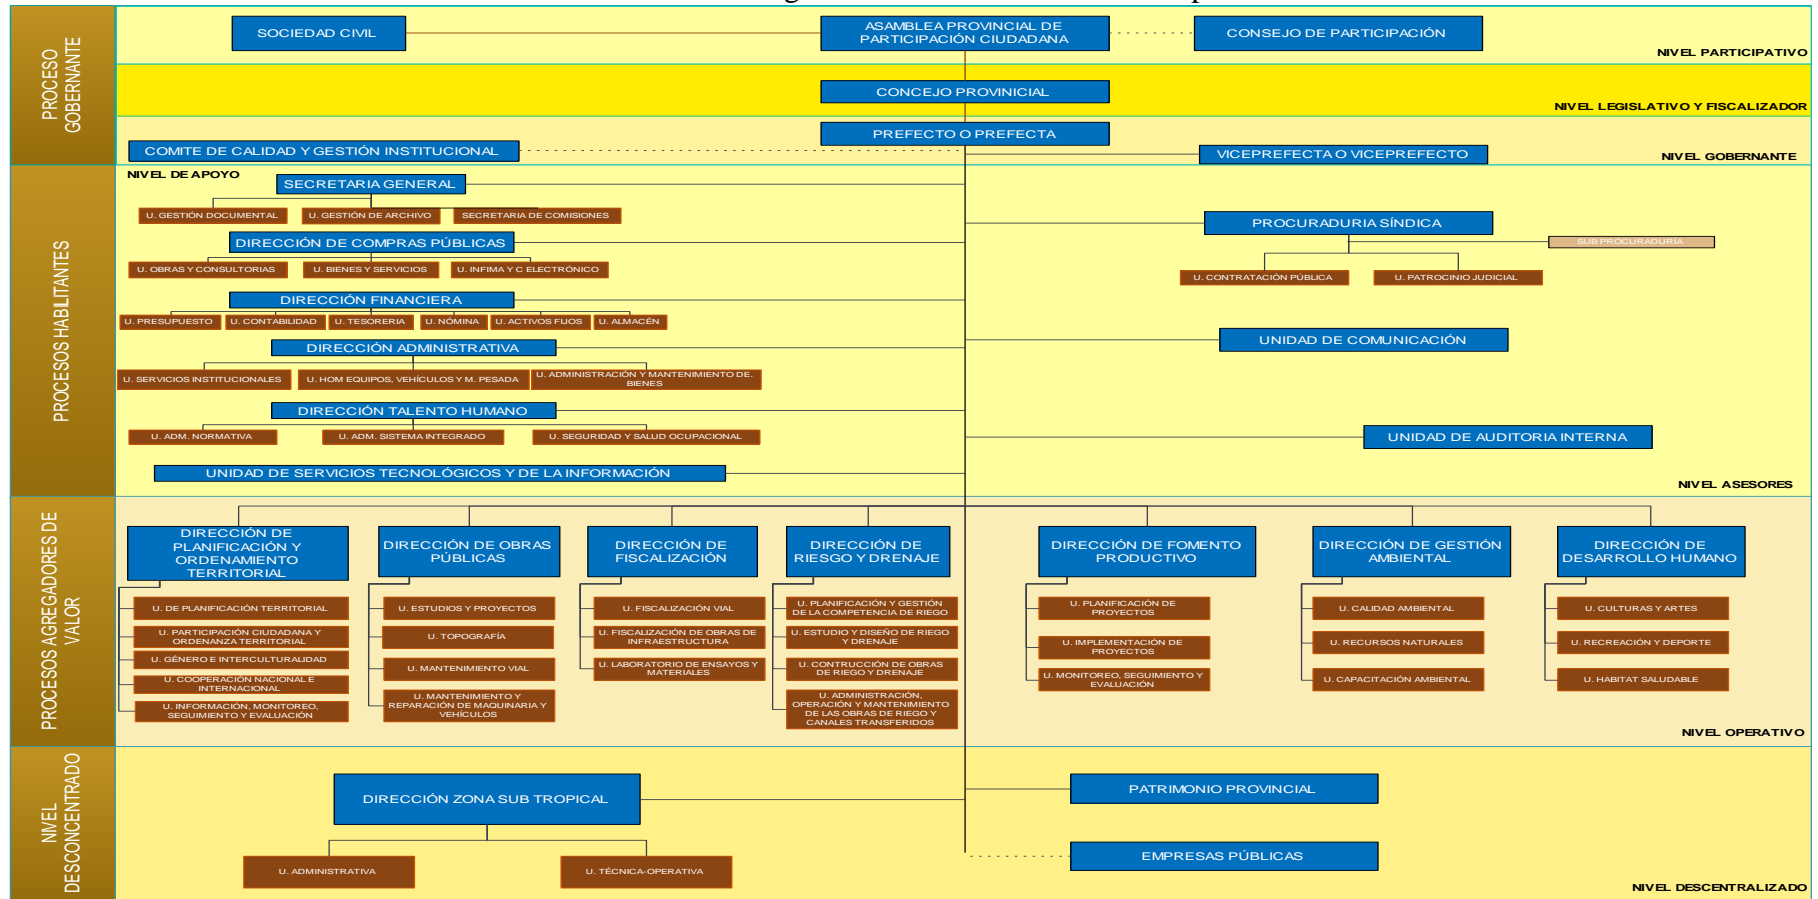 PROCESO
GOBERNANTE
SOCIEDAD CIVIL
ASAMBLEA PROVINCIAL DE
PARTICIPACIÓN CIUDADANA
CONSEJO DE PARTICIPACIÓN
NIVEL PARTICIPATIVO
CONCEJO PROVINICIAL
NIVEL LEGISLATIVO Y FISCALIZADOR
PREFECTO O PREFECTA
COMITE DE CALIDAD Y GESTIÓN INSTITUCIONAL
VICEPREFECTA O VICEPREFECTO
NIVEL GOBERNANTE
PROCESOS HABILITANTES
NIVEL DE APOYO
SECRETARIA GENERAL
U. GESTIÓN DOCUMENTAL
U. GESTIÓN DE ARCHIVO
SECRETARIA DE COMISIONES
DIRECCIÓN DE COMPRAS PÚBLICAS
U. OBRAS Y CONSULTORIAS
U. BIENES Y SERVICIOS
U. INFIMA Y C ELECTRÓNICO
DIRECCIÓN FINANCIERA
U. PRESUPUESTO
U. CONTABILIDAD
U. TESORERIA
U. NÓMINA
U. ACTIVOS FIJOS
U. ALMACÉN
DIRECCIÓN ADMINISTRATIVA
U. SERVICIOS INSTITUCIONALES
U. HOM EQUIPOS, VEHÍCULOS Y M. PESADA
U. ADMINISTRACIÓN Y MANTENIMIENTO DE.
BIENES
DIRECCIÓN TALENTO HUMANO
U. ADM. NORMATIVA
U. ADM. SISTEMA INTEGRADO
U. SEGURIDAD Y SALUD OCUPACIONAL
UNIDAD DE SERVICIOS TECNOLÓGICOS Y DE LA INFORMACIÓN
PROCURADURIA SÍNDICA
SUB PROCURADURÍA
U. CONTRATACIÓN PÚBLICA
U. PATROCINIO JUDICIAL
UNIDAD DE COMUNICACIÓN
UNIDAD DE AUDITORIA INTERNA
NIVEL ASESORES
PROCESOS AGREGADORES DE
VALOR
DIRECCIÓN DE
PLANIFICACIÓN Y
ORDENAMIENTO
TERRITORIAL
U. DE PLANIFICACIÓN TERRITORIAL
U. PARTICIPACIÓN CIUDADANA Y
ORDENANZA TERRITORIAL
U. GÉNERO E INTERCULTURALIDAD
U. COOPERACIÓN NACIONAL E
INTERNACIONAL
U. INFORMACIÓN, MONITOREO,
SEGUIMIENTO Y EVALUACIÓN
DIRECCIÓN DE OBRAS
PÚBLICAS
U. ESTUDIOS Y PROYECTOS
U. TOPOGRAFÍA
U. MANTENIMIENTO VIAL
U. MANTENIMIENTO Y
REPARACIÓN DE MAQUINARIA Y
VEHÍCULOS
DIRECCIÓN DE
FISCALIZACIÓN
U. FISCALIZACIÓN VIAL
U. FISCALIZACIÓN DE OBRAS DE
INFRAESTRUCTURA
U. LABORATORIO DE ENSAYOS Y
MATERIALES
DIRECCIÓN DE
RIESGO Y DRENAJE
U. PLANIFICACIÓN Y GESTIÓN
DE LA COMPETENCIA DE RIEGO
U. ESTUDIO Y DISEÑO DE RIEGO
Y DRENAJE
U. CONTRUCCIÓN DE OBRAS
DE RIEGO Y DRENAJE
U. ADMINISTRACIÓN,
OPERACIÓN Y MANTENIMIENTO
DE LAS OBRAS DE RIEGO Y
CANALES TRANSFERIDOS
DIRECCIÓN DE FOMENTO
PRODUCTIVO
U. PLANIFICACIÓN DE
PROYECTOS
U. IMPLEMENTACIÓN DE
PROYECTOS
U. MONITOREO, SEGUIMIENTO Y
EVALUACIÓN
DIRECCIÓN DE GESTIÓN
AMBIENTAL
U. CALIDAD AMBIENTAL
U. RECURSOS NATURALES
U. CAPACITACIÓN AMBIENTAL
DIRECCIÓN DE
DESARROLLO HUMANO
U. CULTURAS Y ARTES
U. RECREACIÓN Y DEPORTE
U. HABITAT SALUDABLE
NIVEL OPERATIVO
NIVEL
DESCONCENTRADO
DIRECCIÓN ZONA SUB TROPICAL
U. ADMINISTRATIVA
U. TÉCNICA-OPERATIVA
PATRIMONIO PROVINCIAL
EMPRESAS PÚBLICAS
NIVEL DESCENTRALIZADO